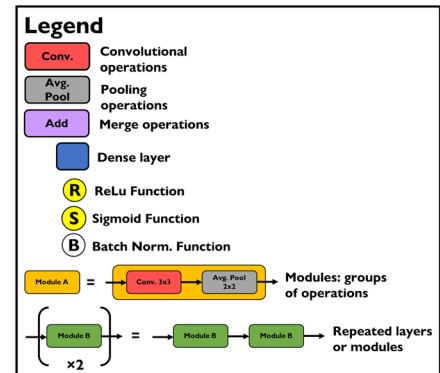 Legend
Conv.
Convolutional
operations
Avg.
Pool
Pooling
operations
Add
Merge operations
Dense layer
R
ReLu Function
S
Sigmoid Function
B
Batch Norm. Function
Module A
=
Conv. 3x3
Avg. Pool
2x2
Modules: groups
of operations
Module B
×2
=
Module B
Module B
Repeated layers
or modules